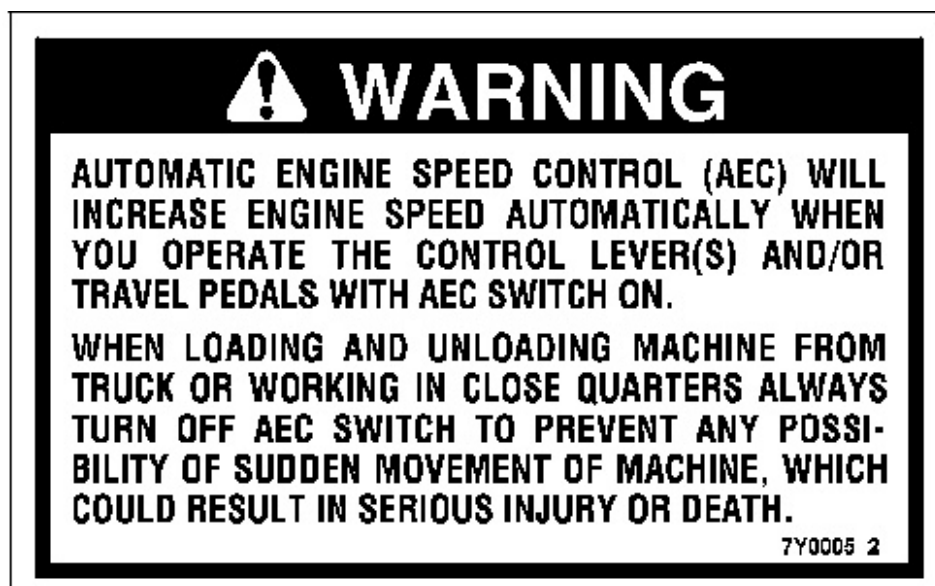 WARNING
AUTOMATIC ENGINE SPEED CONTROL (AEC) WILL
INCREASE ENGINE SPEED AUTOMATICALLY WHEN
YOU OPERATE THE CONTROL LEVER(S) AND/OR
TRAVEL PEDALS WITH AEC SWITCH ON.
WHEN LOADING AND UNLOADING MACHINE FROM
TRUCK OR WORKING IN CLOSE QUARTERS ALWAYS
TURN OFF AEC SWITCH TO PREVENT ANY POSSI-
BILITY OF SUDDEN MOVEMENT OF MACHINE, WHICH
COULD RESULT IN SERIOUS INJURY OR DEATH.
7Y0005 2